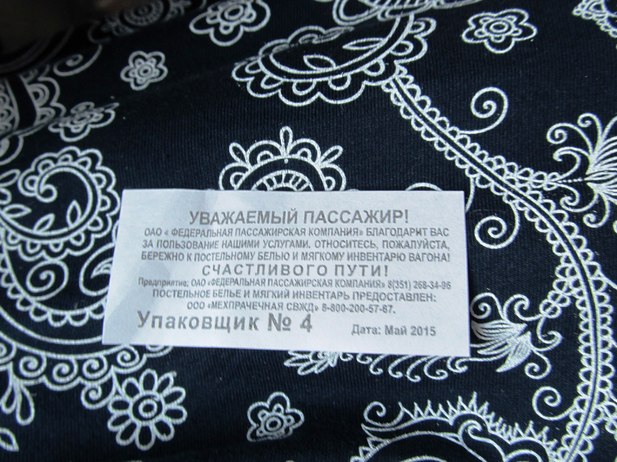 УВАЖАЕМЫЙ ПАССАЖИР!
ОАО « ФЕДЕРАЛЬНАЯ ПАССАЖИРСКАЯ КОМПАНИЯ» БЛАГОДАРИТ ВАС
ЗА ПОЛЬЗОВАНИЕ НАШИМИ УСЛУГАМИ. ОТНОСИТЕСЬ, ПОЖАЛУЙСТА,
БЕРЕЖНО К ПОСТЕЛЬНОМУ БЕЛЬЮ И МЯГКОМУ ИНВЕНТАРЮ ВАГОНА!
СЧАСТЛИВОГО ПУТИ!
Предприятие: ОАО «ФЕДЕРАЛЬНАЯ ПАССАЖИРСКАЯ КОМПАНИЯ» 8(351) 268-34-96
ПОСТЕЛЬНОЕ БЕЛЬЕ И МЯГКИЙ ИНВЕНТАРЬ ПРЕДОСТАВЛЕН:
ООО «МЕХПРАЧЕЧНАЯ СВЖД» 8-800-200-57-87.
Упаковщик № 4 Дата: Май 2015